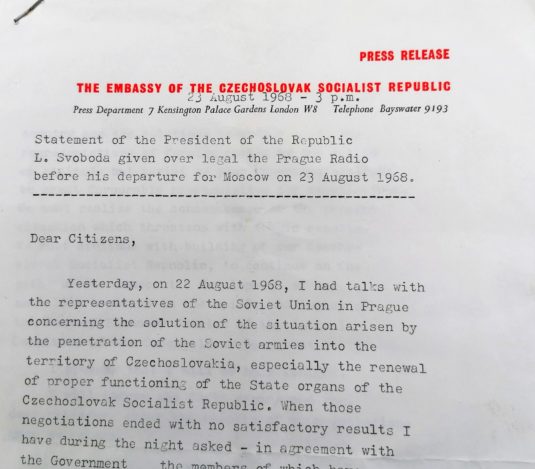 PRESS RELEASE
THE EMBASSY OF THE CZECHOSLOVAK SOCIALIST REPUBLIC
23 August 1968 - 3 p.m.
Press Department 7 Kensington Palace Gardens London W8 Telephone Bayswater 9193
Statement of the President of the Republic
L. Svoboda given over legal the Prague Radio
before his departure for Moscow on 23 August 1968.
--------------------------------------------------
Dear Citizens,
Yesterday, on 22 August 1968, I had talks with
the representatives of the Soviet Union in Prague
concerning the solution of the situation arisen by
the penetration of the Soviet armies into the
territory of Czechoslovakia, especially the renewal
of proper functioning of the State organs of the
Czechoslovak Socialist Republic. When those
negotiations ended with no satisfactory results I
have during the night asked - in agreement with
the Government the members of which have